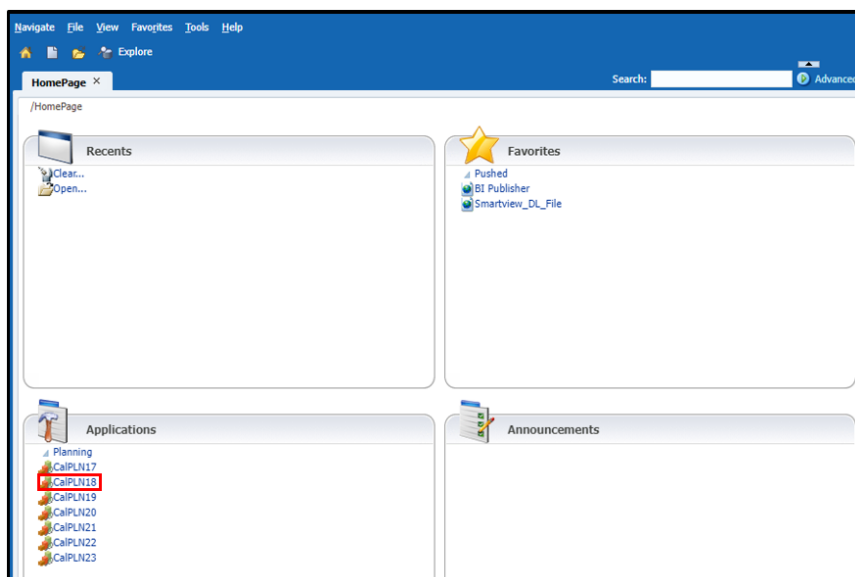 Navigate File View Favorites Tools Help
Explore
HomePage × Search: Advanced
/HomePage
Recents
Clear...
Open...
Favorites
Pushed
BI Publisher
Smartview_DL_File
Applications
Planning
CalPLN17
CalPLN18
CalPLN19
CalPLN20
CalPLN21
CalPLN22
CalPLN23
Announcements